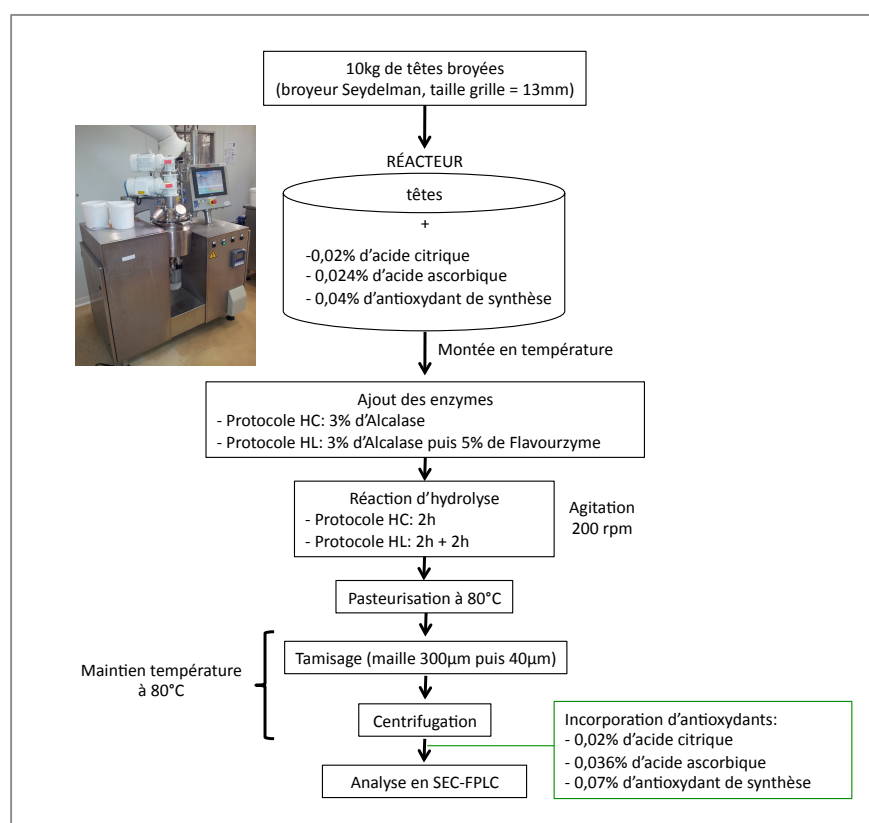 10kg de têtes broyées
(broyeur Seydelman, taille grille = 13mm)
RÉACTEUR
têtes
+
-0,02% d’acide citrique
- 0,024% d’acide ascorbique
- 0,04% d’antioxydant de synthèse
Montée en température
Ajout des enzymes
- Protocole HC: 3% d’Alcalase
- Protocole HL: 3% d’Alcalase puis 5% de Flavourzyme
Réaction d’hydrolyse
- Protocole HC: 2h
- Protocole HL: 2h + 2h
Agitation
200 rpm
Pasteurisation à 80°C
Tamisage (maille 300µm puis 40µm)
Maintien température
à 80°C
Centrifugation
Incorporation d’antioxydants:
- 0,02% d’acide citrique
- 0,036% d’acide ascorbique
- 0,07% d’antioxydant de synthèse
Analyse en SEC-FPLC